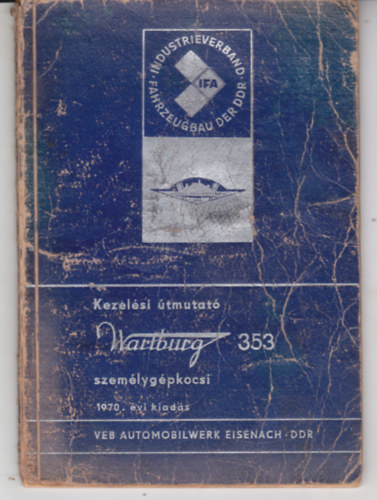 INDUSTRIEVERBAND
FAHRZEUGBAU DER DDR
IFA
Kezelési útmutató
Wartburg 353
személygépkocsi
1970. évi kiadás
VEB AUTOMOBILWERK EISENACH · DDR